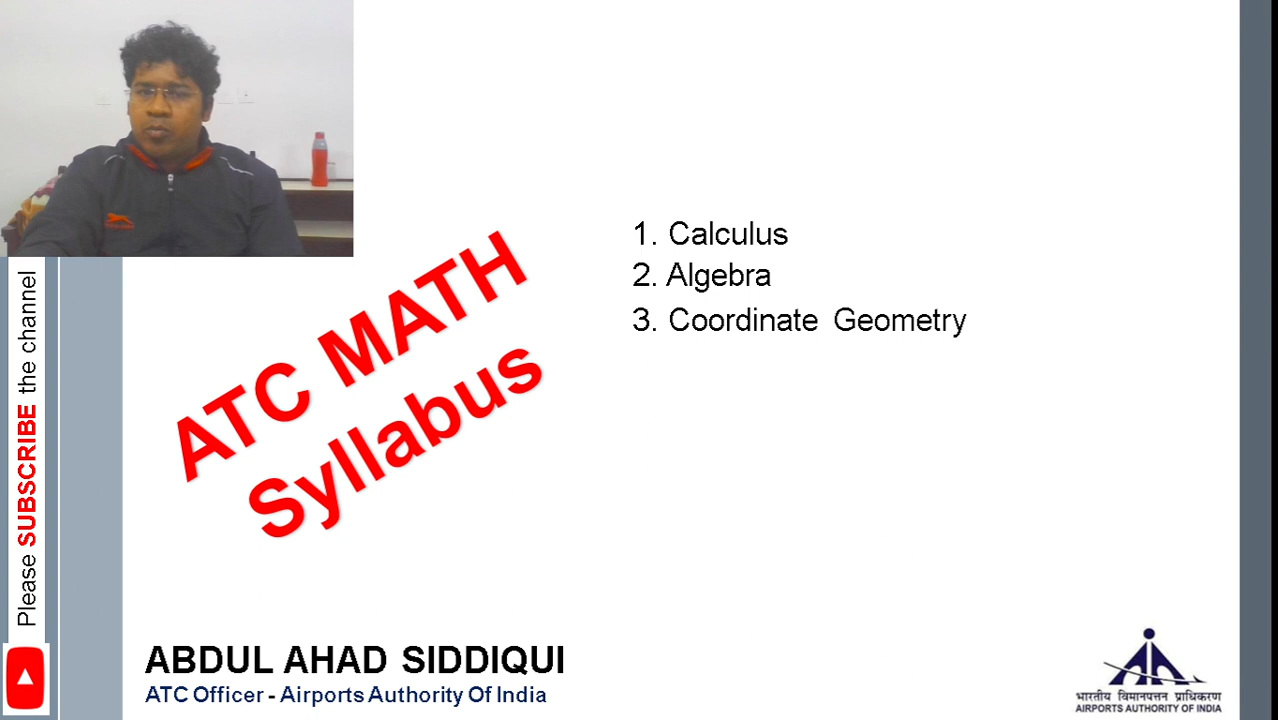 Please SUBSCRIBE the channel
ATC MATH
Syllabus
1. Calculus
2. Algebra
3. Coordinate Geometry
ABDUL AHAD SIDDIQUI
ATC Officer - Airports Authority Of India
भारतीय विमानपत्तन प्राधिकरण
AIRPORTS AUTHORITY OF INDIA